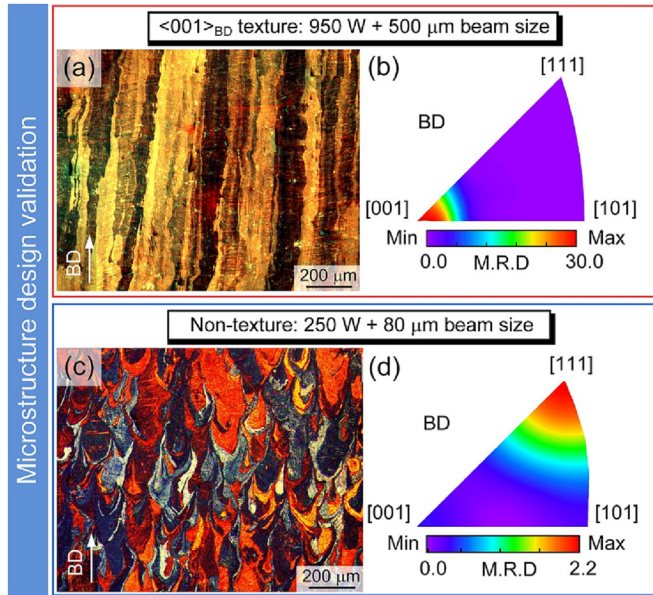 Microstructure design validation
<001>BD texture: 950 W + 500 μm beam size
(a)
BD
200 μm
(b)
[111]
BD
[001]
[101]
Min
Max
0.0
M.R.D
30.0
Non-texture: 250 W + 80 μm beam size
(c)
BD
200 μm
(d)
[111]
BD
[001]
[101]
Min
Max
0.0
M.R.D
2.2